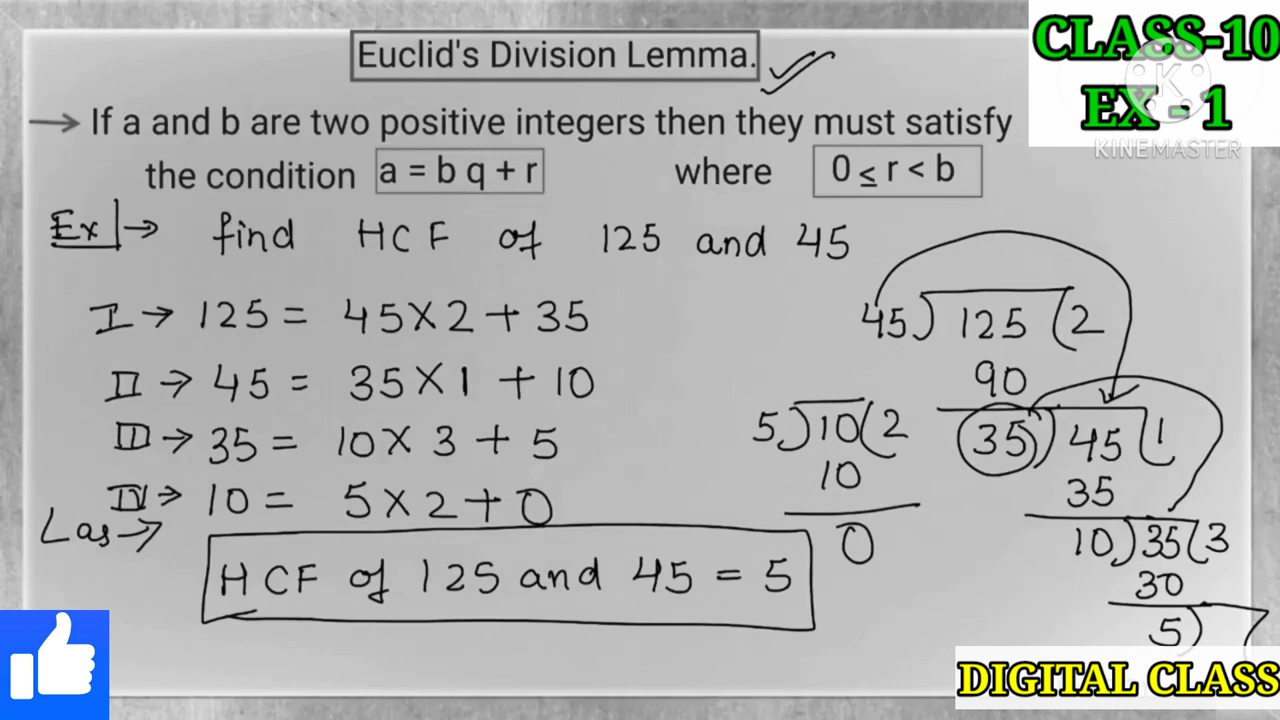 Euclid's Division Lemma.
CLASS-10
EX - 1
KINEMASTER
→ If a and b are two positive integers then they must satisfy
the condition a = b q + r where 0 ≤ r < b
Ex → find HCF of 125 and 45
I → 125 = 45 × 2 + 35
II → 45 = 35 × 1 + 10
III → 35 = 10 × 3 + 5
IV → 10 = 5 × 2 + 0
Las →
HCF of 125 and 45 = 5
45) 125 (2
90
35) 45 (1
35
10) 35 (3
30
5)
5) 10 (2
10
0
DIGITAL CLASS